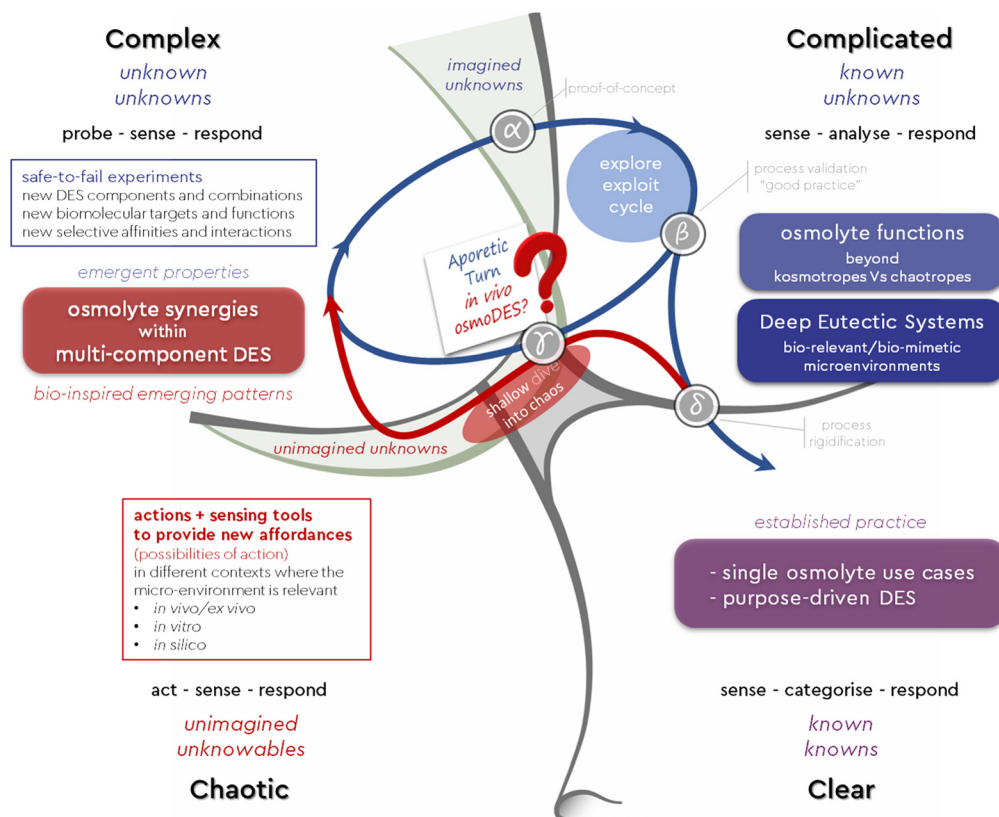 Complex
unknown
unknowns
probe - sense - respond
safe-to-fail experiments
new DES components and combinations
new biomolecular targets and functions
new selective affinities and interactions
emergent properties
osmolyte synergies
within
multi-component DES
bio-inspired emerging patterns
imagined
unknowns
α
proof-of-concept
explore
exploit
cycle
β
Aporetic
Turn
in vivo
osmoDES?
?
γ
shallow dive
into chaos
unimagined unknowns
δ
Complicated
known
unknowns
sense - analyse - respond
process validation
"good practice"
osmolyte functions
beyond
kosmotropes Vs chaotropes
Deep Eutectic Systems
bio-relevant/bio-mimetic
microenvironments
process
rigidification
actions + sensing tools
to provide new affordances
(possibilities of action)
in different contexts where the
micro-environment is relevant
• in vivo/ex vivo
• in vitro
• in silico
act - sense - respond
unimagined
unknowables
Chaotic
established practice
- single osmolyte use cases
- purpose-driven DES
sense - categorise - respond
known
knowns
Clear